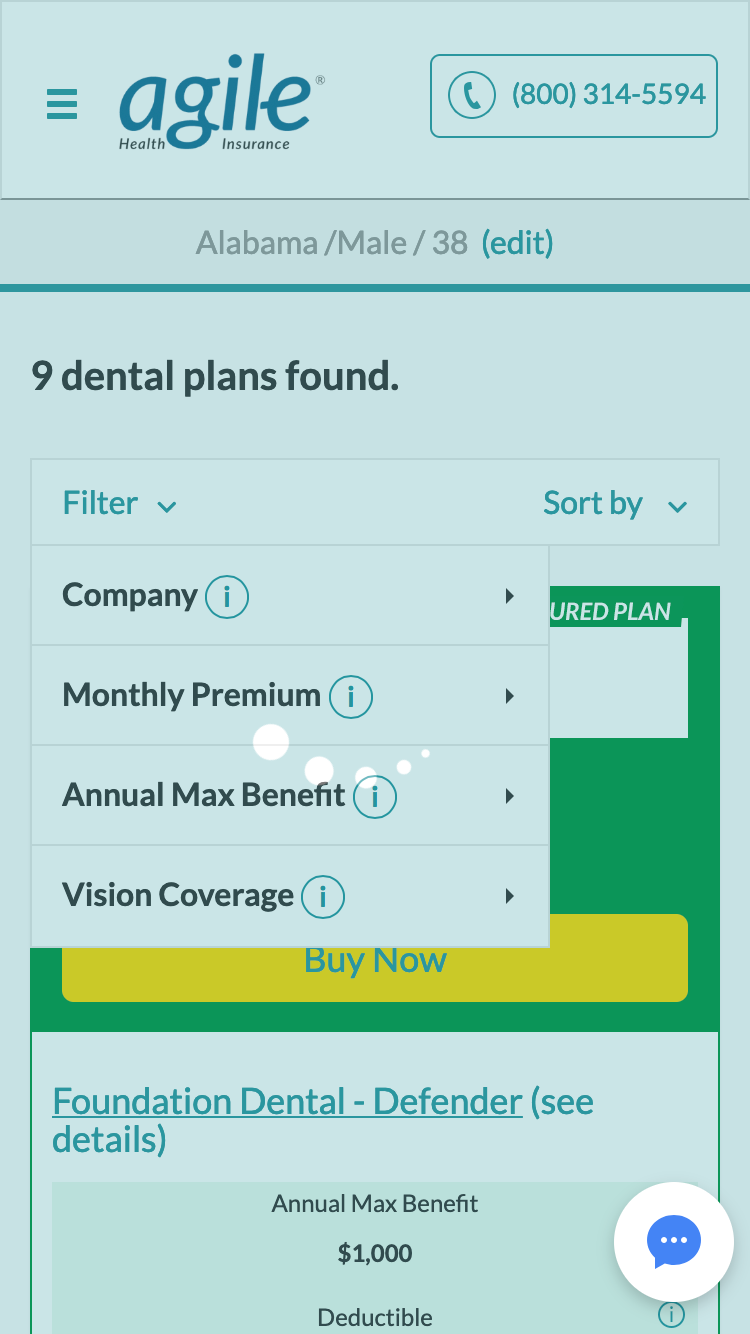 agile®
Health Insurance
(800) 314-5594
Alabama /Male / 38 (edit)
9 dental plans found.
Filter
Sort by
Company i
URED PLAN
Monthly Premium i
Annual Max Benefit i
Vision Coverage i
Buy Now
Foundation Dental - Defender (see
details)
Annual Max Benefit
$1,000
Deductible i